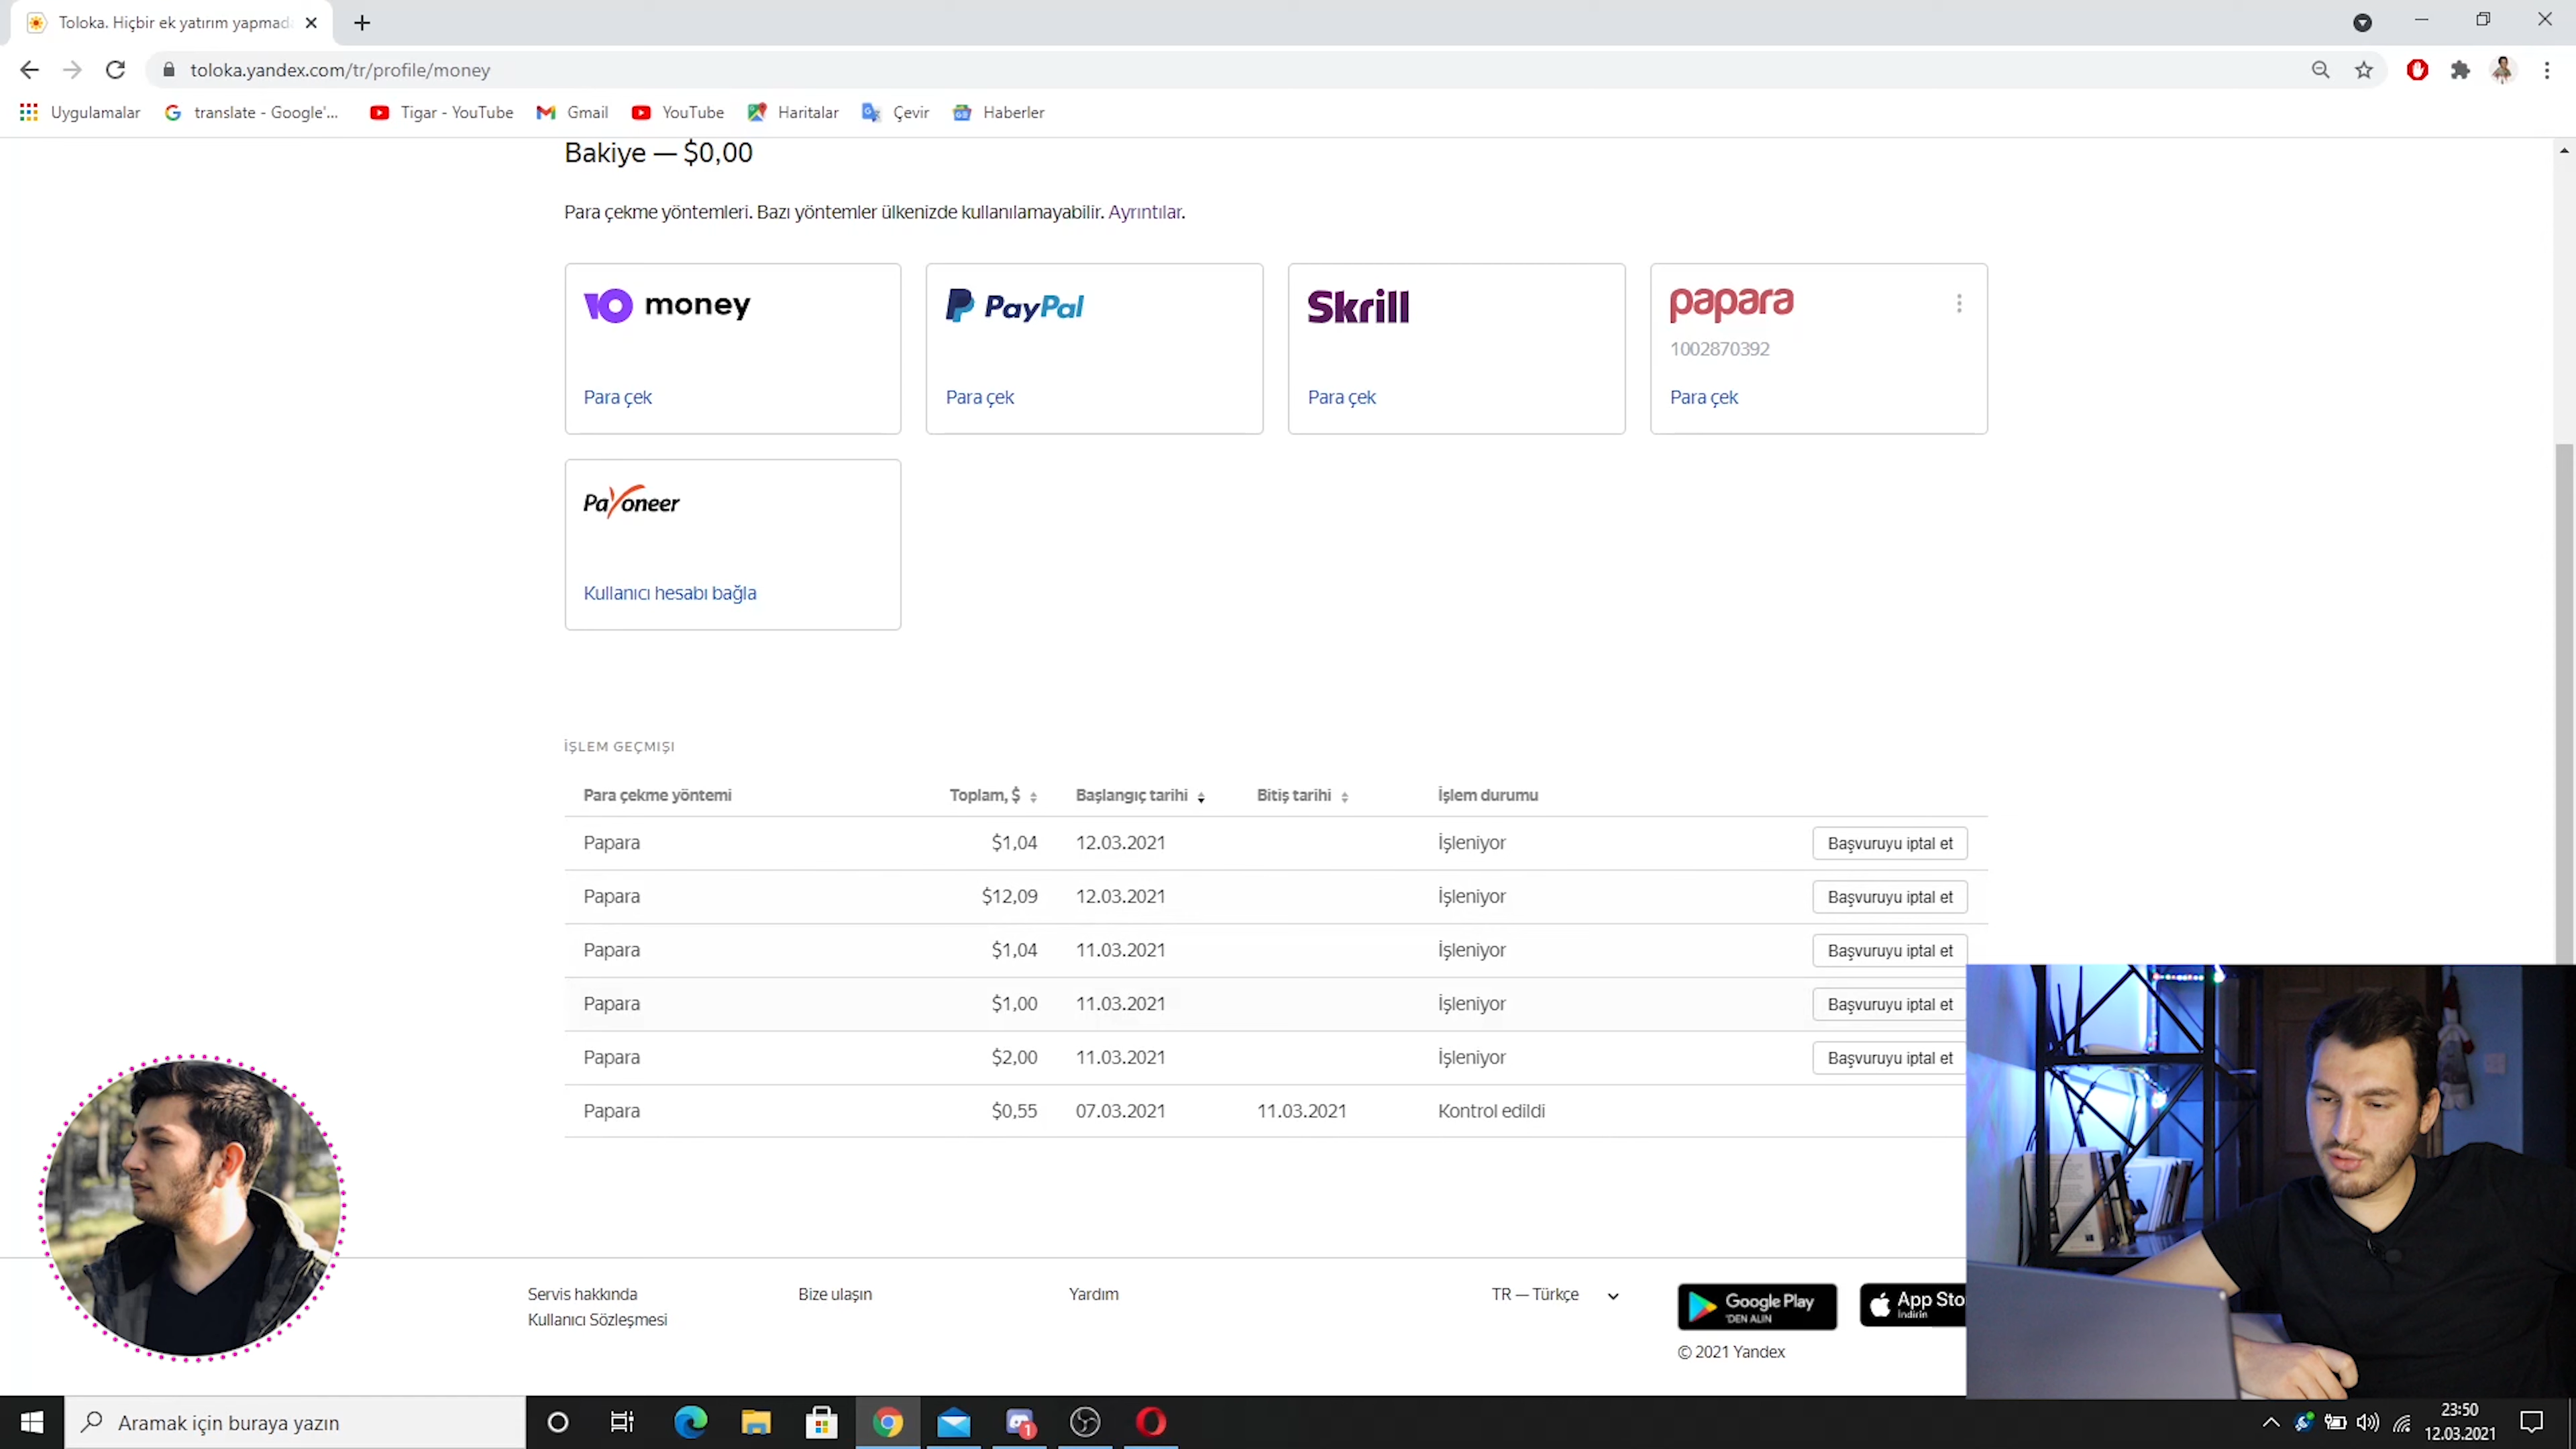 Toloka. Hiçbir ek yatırım yapmada
toloka.yandex.com/tr/profile/money
Uygulamalar translate - Google'... Tigar - YouTube Gmail YouTube Haritalar Çevir Haberler
Bakiye — $0,00
Para çekme yöntemleri. Bazı yöntemler ülkenizde kullanılamayabilir. Ayrıntılar.
money PayPal Skrill papara
1002870392
Para çek Para çek Para çek Para çek
Payoneer
Kullanıcı hesabı bağla
İŞLEM GEÇMIŞI
Para çekme yöntemi Toplam, $ Başlangıç tarihi Bitiş tarihi İşlem durumu
Papara $1,04 12.03.2021 İşleniyor Başvuruyu iptal et
Papara $12,09 12.03.2021 İşleniyor Başvuruyu iptal et
Papara $1,04 11.03.2021 İşleniyor Başvuruyu iptal et
Papara $1,00 11.03.2021 İşleniyor Başvuruyu iptal et
Papara $2,00 11.03.2021 İşleniyor Başvuruyu iptal et
Papara $0,55 07.03.2021 11.03.2021 Kontrol edildi
Servis hakkında Bize ulaşın Yardım TR — Türkçe
Kullanıcı Sözleşmesi
Google Play
'DEN ALIN
App Sto
İndirin
© 2021 Yandex
Aramak için buraya yazın
1
23:50
12.03.2021